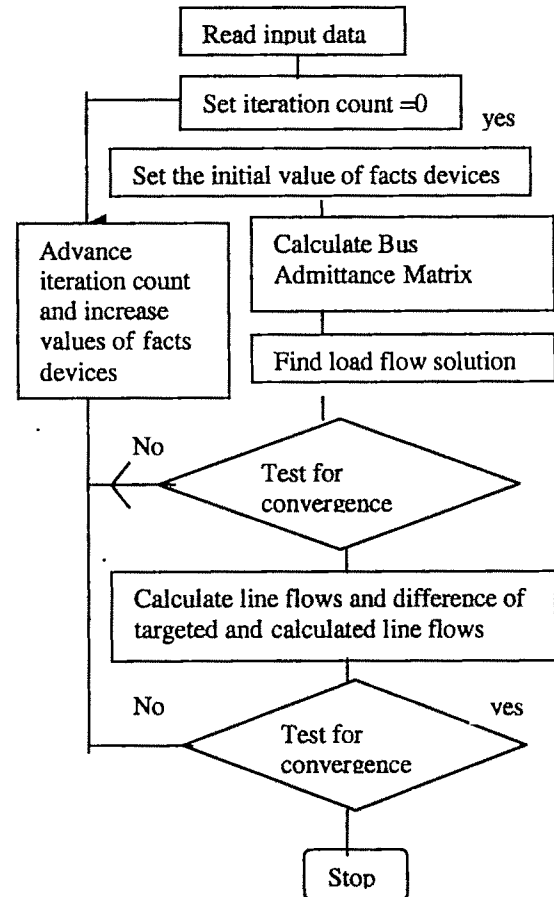 Read input data
Set iteration count =0
yes
Set the initial value of facts devices
Advance
iteration count
and increase
values of facts
devices
Calculate Bus
Admittance Matrix
Find load flow solution
No
Test for
convergence
Calculate line flows and difference of
targeted and calculated line flows
No
yes
Test for
convergence
Stop